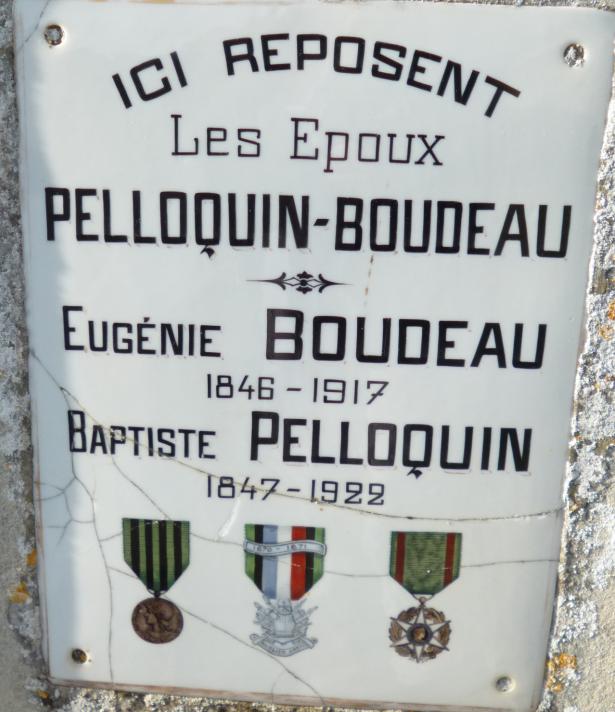 ICI REPOSENT
Les Epoux
PELLOQUIN-BOUDEAU
EUGÉNIE BOUDEAU
1846-1917
BAPTISTE PELLOQUIN
1847-1922
1870-1871